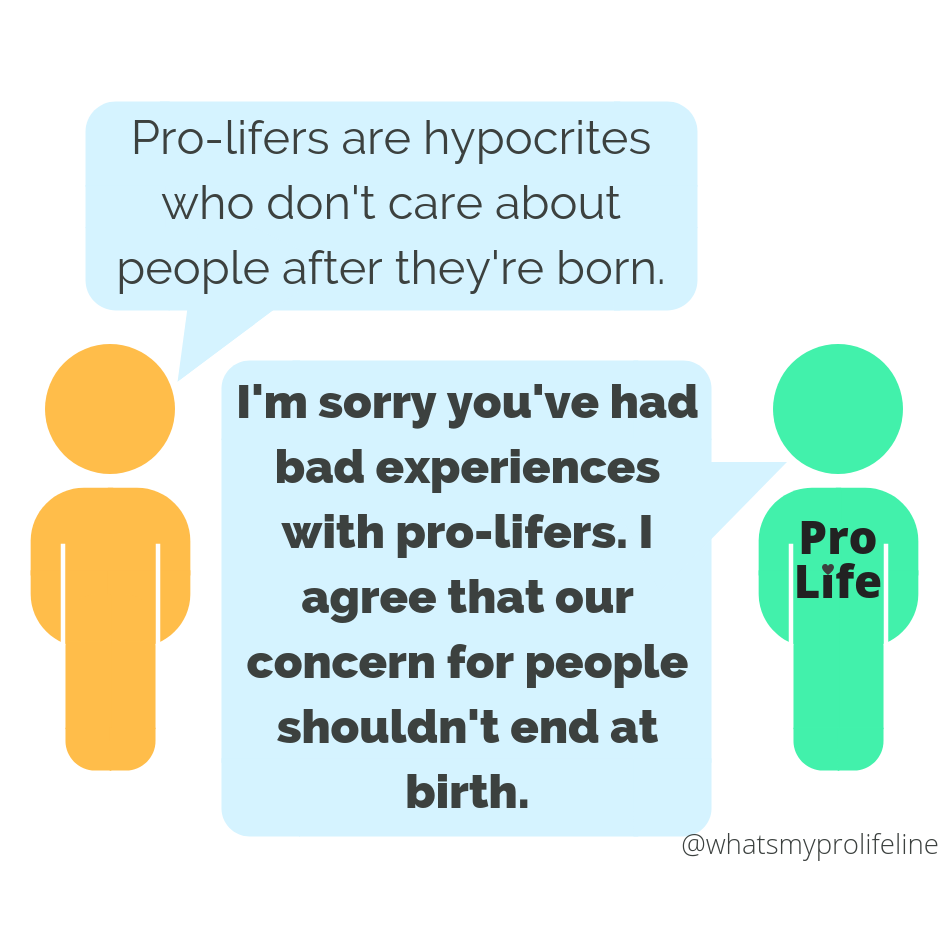 Pro-lifers are hypocrites
who don't care about
people after they're born.
I'm sorry you've had
bad experiences
with pro-lifers. I
agree that our
concern for people
shouldn't end at
birth.
Pro
Life
@whatsmyprolifeline